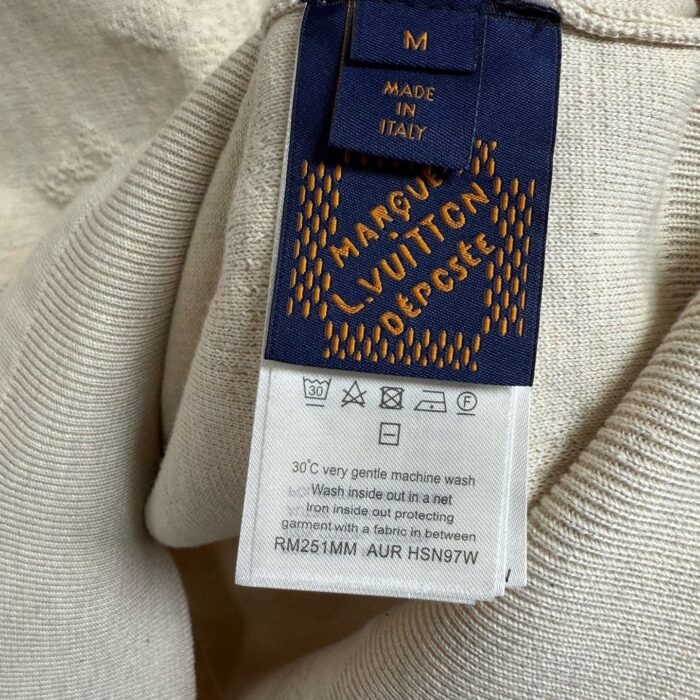 M
MADE
IN
ITALY
MARQUE
L.VUITTON
DÉPOSÉE
30
F
30°C very gentle machine wash
Wash inside out in a net
Iron inside out protecting
garment with a fabric in between
RM251MM AUR HSN97W